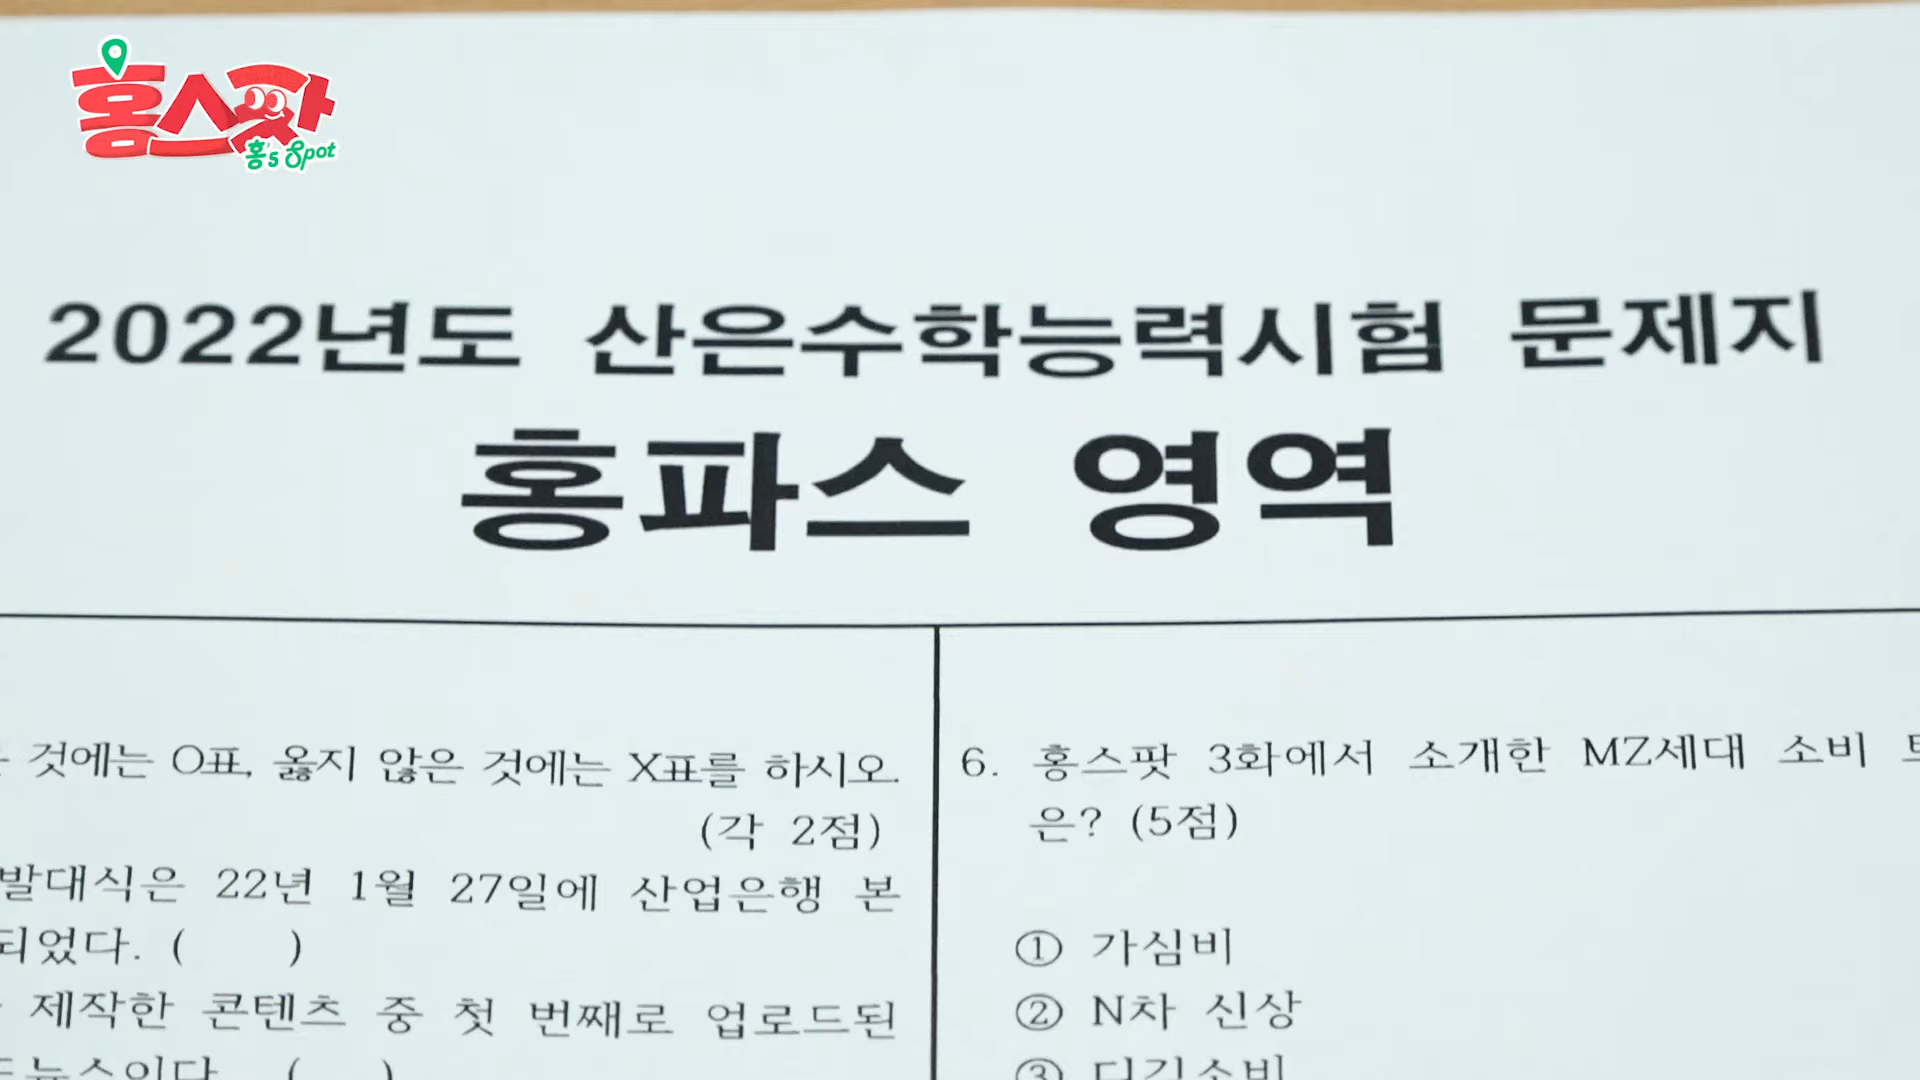 홍스팟
홍's Spot
2022년도 산은수학능력시험 문제지
홍파스 영역
것에는 O표, 옳지 않은 것에는 X표를 하시오.
(각 2점)
발대식은 22년 1월 27일에 산업은행 본
되었다. ( )
제작한 콘텐츠 중 첫 번째로 업로드된
6. 홍스팟 3화에서 소개한 MZ세대 소비
은? (5점)
① 가심비
② N차 신상